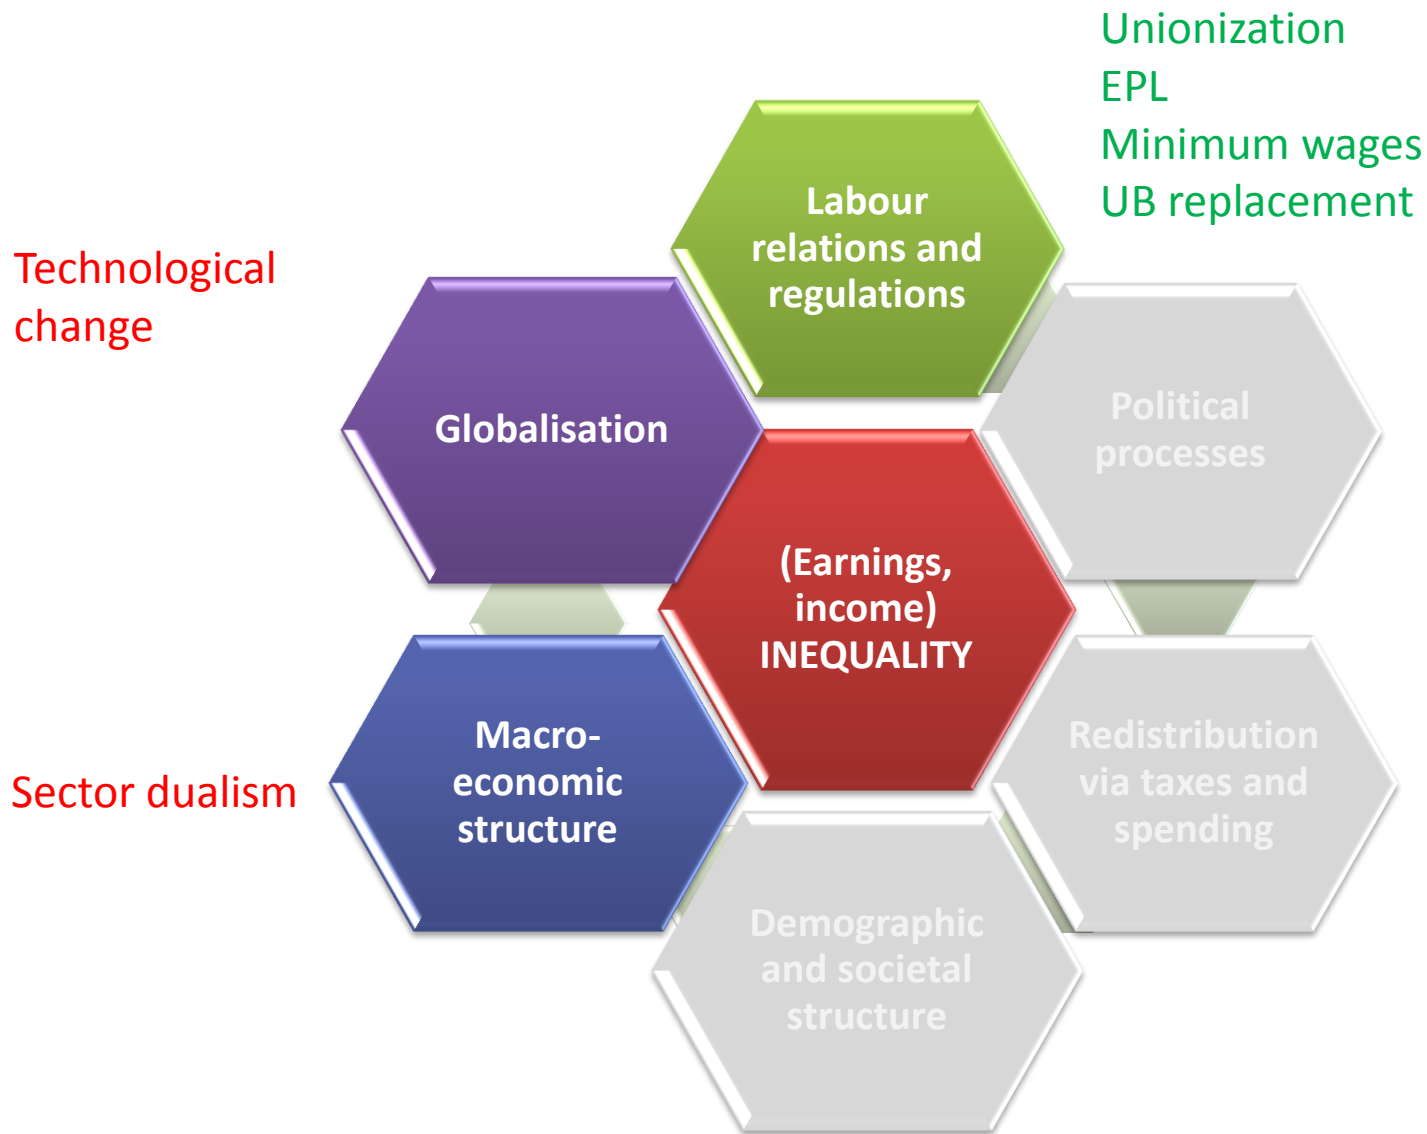 Unionization
EPL
Minimum wages
UB replacement
Labour
relations and
regulations
Technological
change
Globalisation
Political
processes
(Earnings,
income)
INEQUALITY
Macro-
economic
structure
Sector dualism
Redistribution
via taxes and
spending
Demographic
and societal
structure